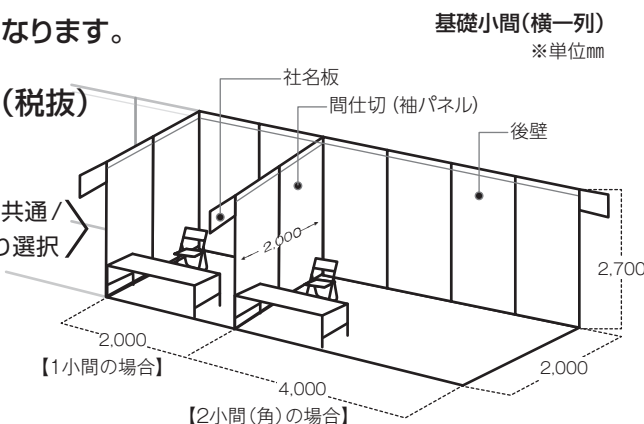 なります。
基礎小間(横一列)
※単位㎜
(税抜)
社名板
間仕切 (袖パネル)
後壁
共通/
り選択
2,000
2,700
2,000
【1小間の場合】
4,000
2,000
【2小間(角)の場合】